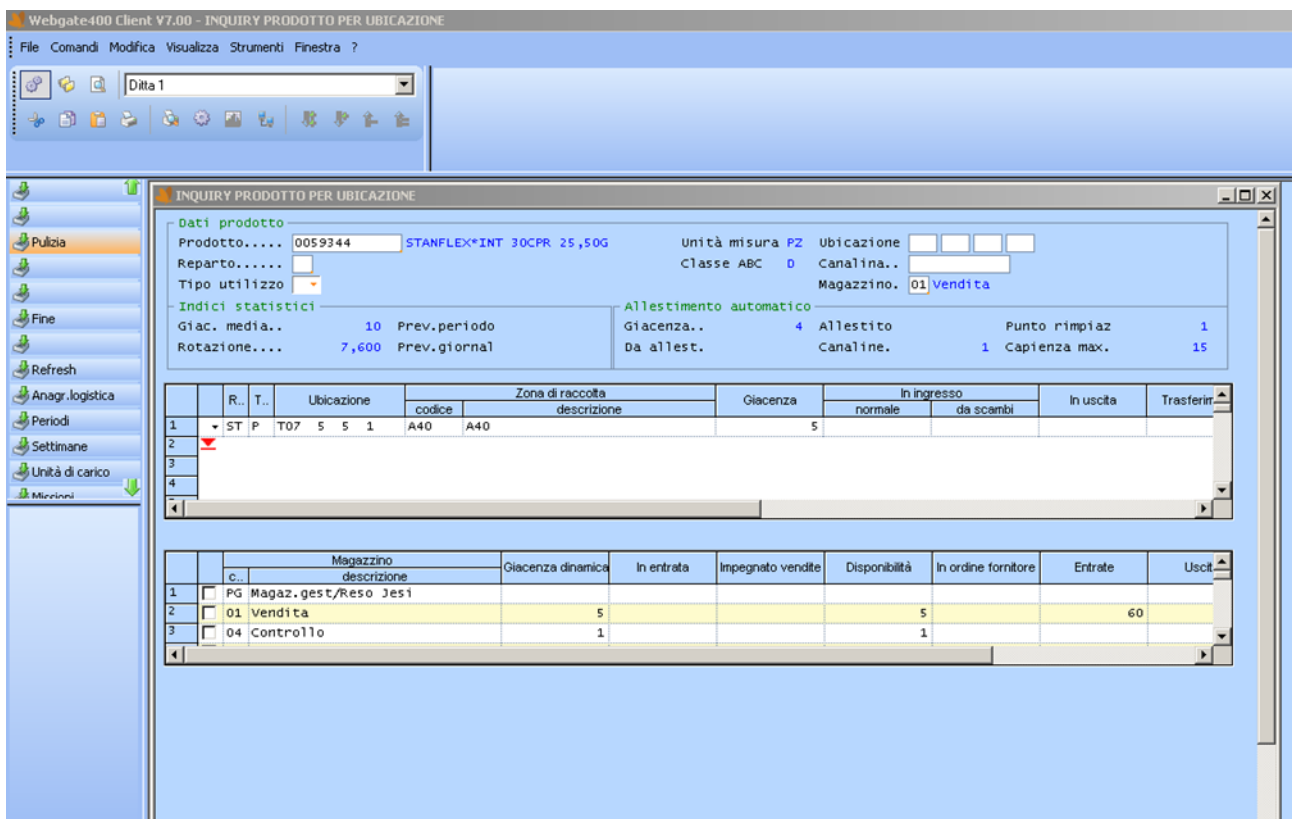 Webgate400 Client V7.00 - INQUIRY PRODOTTO PER UBICAZIONE
File Comandi Modifica Visualizza Strumenti Finestra ?
Ditta 1
INQUIRY PRODOTTO PER UBICAZIONE
Pulizia
Fine
Refresh
Anagr.logistica
Periodi
Settimane
Unità di carico
Missioni
Dati prodotto
Prodotto..... 0059344 STANFLEX*INT 30CPR 25,50G Unità misura PZ Ubicazione
Reparto...... Classe ABC D Canalina..
Tipo utilizzo Magazzino. 01 Vendita
Indici statistici Allestimento automatico
Giac. media.. 10 Prev.periodo Giacenza.. 4 Allestito Punto rimpiaz 1
Rotazione.... 7,600 Prev.giornal Da allest. Canaline. 1 Capienza max. 15
R.. T.. Ubicazione Zona di raccolta Giacenza In ingresso In uscita Trasferim
codice descrizione normale da scambi
1 ST P T07 5 5 1 A40 A40 5
2
3
4
Magazzino Giacenza dinamica In entrata Impegnato vendite Disponibilità In ordine fornitore Entrate Uscit
c.. descrizione
1 PG Magaz.gest/Reso Jesi
2 01 Vendita 5 5 60
3 04 Controllo 1 1